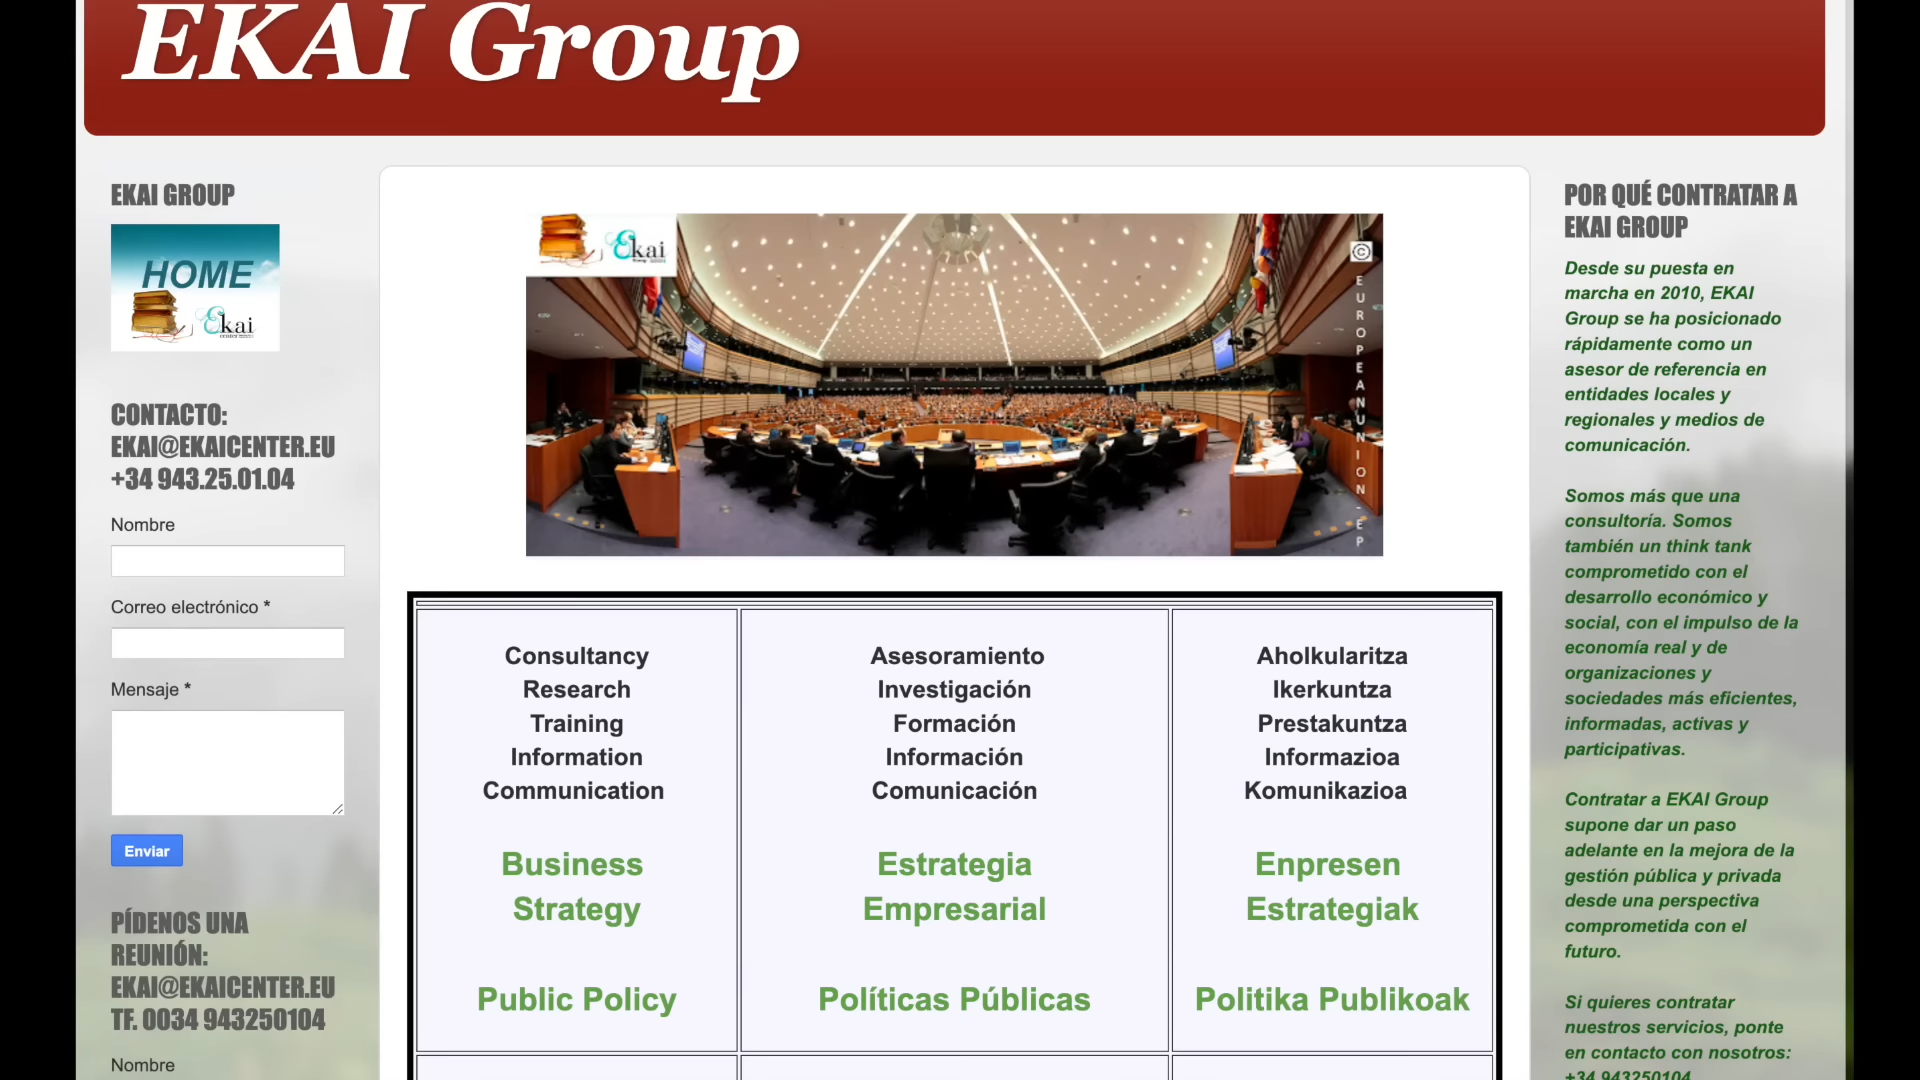 EKAI Group
EKAI GROUP
HOME
Ekai
center
CONTACTO:
EKAI@EKAICENTER.EU
+34 943.25.01.04
Nombre
Correo electrónico *
Mensaje *
Enviar
PÍDENOS UNA
REUNIÓN:
EKAI@EKAICENTER.EU
TF. 0034 943250104
Nombre
Ekai
Group
© EUROPEAN UNION - EP
Consultancy
Research
Training
Information
Communication
Business
Strategy
Public Policy
Asesoramiento
Investigación
Formación
Información
Comunicación
Estrategia
Empresarial
Políticas Públicas
Aholkularitza
Ikerkuntza
Prestakuntza
Informazioa
Komunikazioa
Enpresen
Estrategiak
Politika Publikoak
POR QUÉ CONTRATAR A
EKAI GROUP
Desde su puesta en
marcha en 2010, EKAI
Group se ha posicionado
rápidamente como un
asesor de referencia en
entidades locales y
regionales y medios de
comunicación.
Somos más que una
consultoría. Somos
también un think tank
comprometido con el
desarrollo económico y
social, con el impulso de la
economía real y de
organizaciones y
sociedades más eficientes,
informadas, activas y
participativas.
Contratar a EKAI Group
supone dar un paso
adelante en la mejora de la
gestión pública y privada
desde una perspectiva
comprometida con el
futuro.
Si quieres contratar
nuestros servicios, ponte
en contacto con nosotros:
+34 943250104